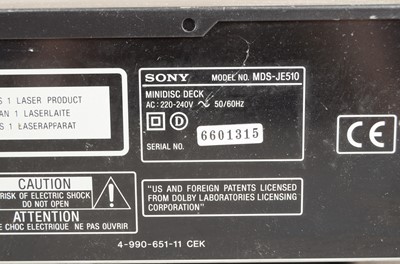 SONY MODEL NO. MDS-JE510
MINIDISC DECK
AC: 220-240V 50/60Hz
D
SERIAL NO. 6601315
S 1 LASER PRODUCT
AN 1 LASERLAITE
S 1 LASERAPPARAT
CE
CAUTION
RISK OF ELECTRIC SHOCK
DO NOT OPEN
ATTENTION
DE CHOC ELECTRIQUE NE PAS OUVRIR
"US AND FOREIGN PATENTS LICENSED
FROM DOLBY LABORATORIES LICENSING
CORPORATION"
4-990-651-11 CEK